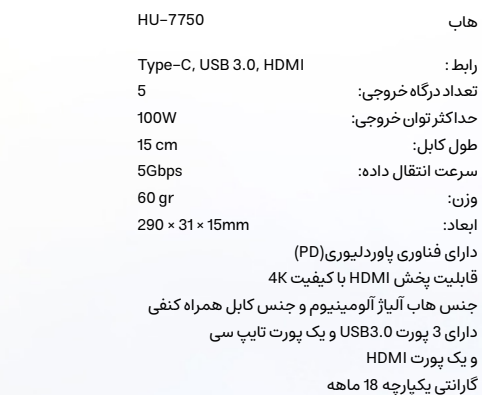 هاب HU-7750
رابط : Type-C, USB 3.0, HDMI
تعداد درگاه خروجی: 5
حداکثر توان خروجی: 100W
طول کابل: 15 cm
سرعت انتقال داده: 5Gbps
وزن: 60 gr
ابعاد: 290 × 31 × 15mm
دارای فناوری پاوردلیوری(PD)
قابلیت پخش HDMI با کیفیت 4K
جنس هاب آلیاژ آلومینیوم و جنس کابل همراه کنفی
دارای 3 پورت USB3.0 و یک پورت تایپ سی
و یک پورت HDMI
گارانتی یکپارچه 18 ماهه